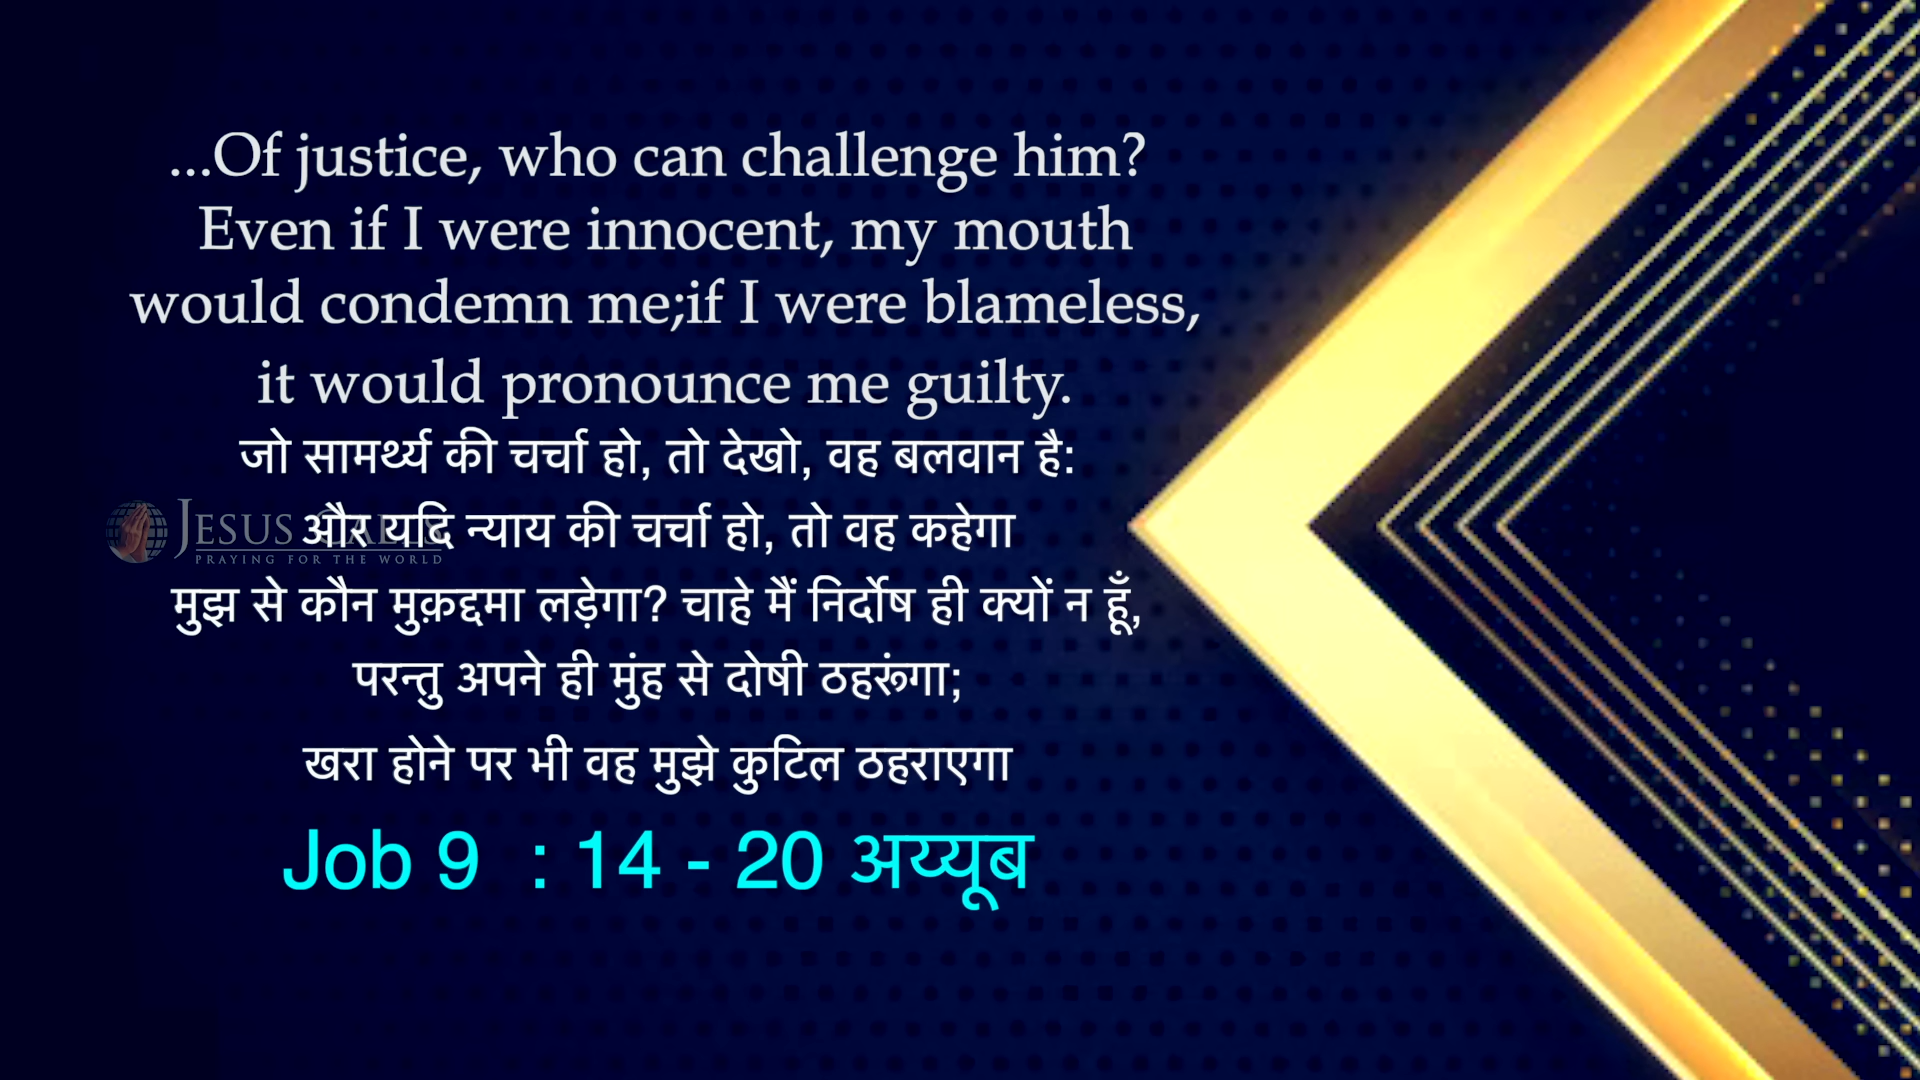 ...Of justice, who can challenge him?
Even if I were innocent, my mouth
would condemn me;if I were blameless,
it would pronounce me guilty.
जो सामर्थ्य की चर्चा हो, तो देखो, वह बलवान है:
और यदि न्याय की चर्चा हो, तो वह कहेगा
JESUS CALLS
PRAYING FOR THE WORLD
मुझ से कौन मुक़द्दमा लड़ेगा? चाहे मैं निर्दोष ही क्यों न हूँ,
परन्तु अपने ही मुंह से दोषी ठहरूंगा;
खरा होने पर भी वह मुझे कुटिल ठहराएगा
Job 9 : 14 - 20 अय्यूब